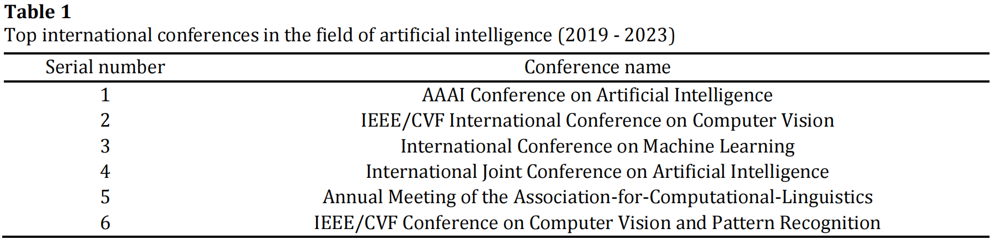 Table 1
Top international conferences in the field of artificial intelligence (2019 - 2023)
Serial number Conference name
1 AAAI Conference on Artificial Intelligence
2 IEEE/CVF International Conference on Computer Vision
3 International Conference on Machine Learning
4 International Joint Conference on Artificial Intelligence
5 Annual Meeting of the Association-for-Computational-Linguistics
6 IEEE/CVF Conference on Computer Vision and Pattern Recognition